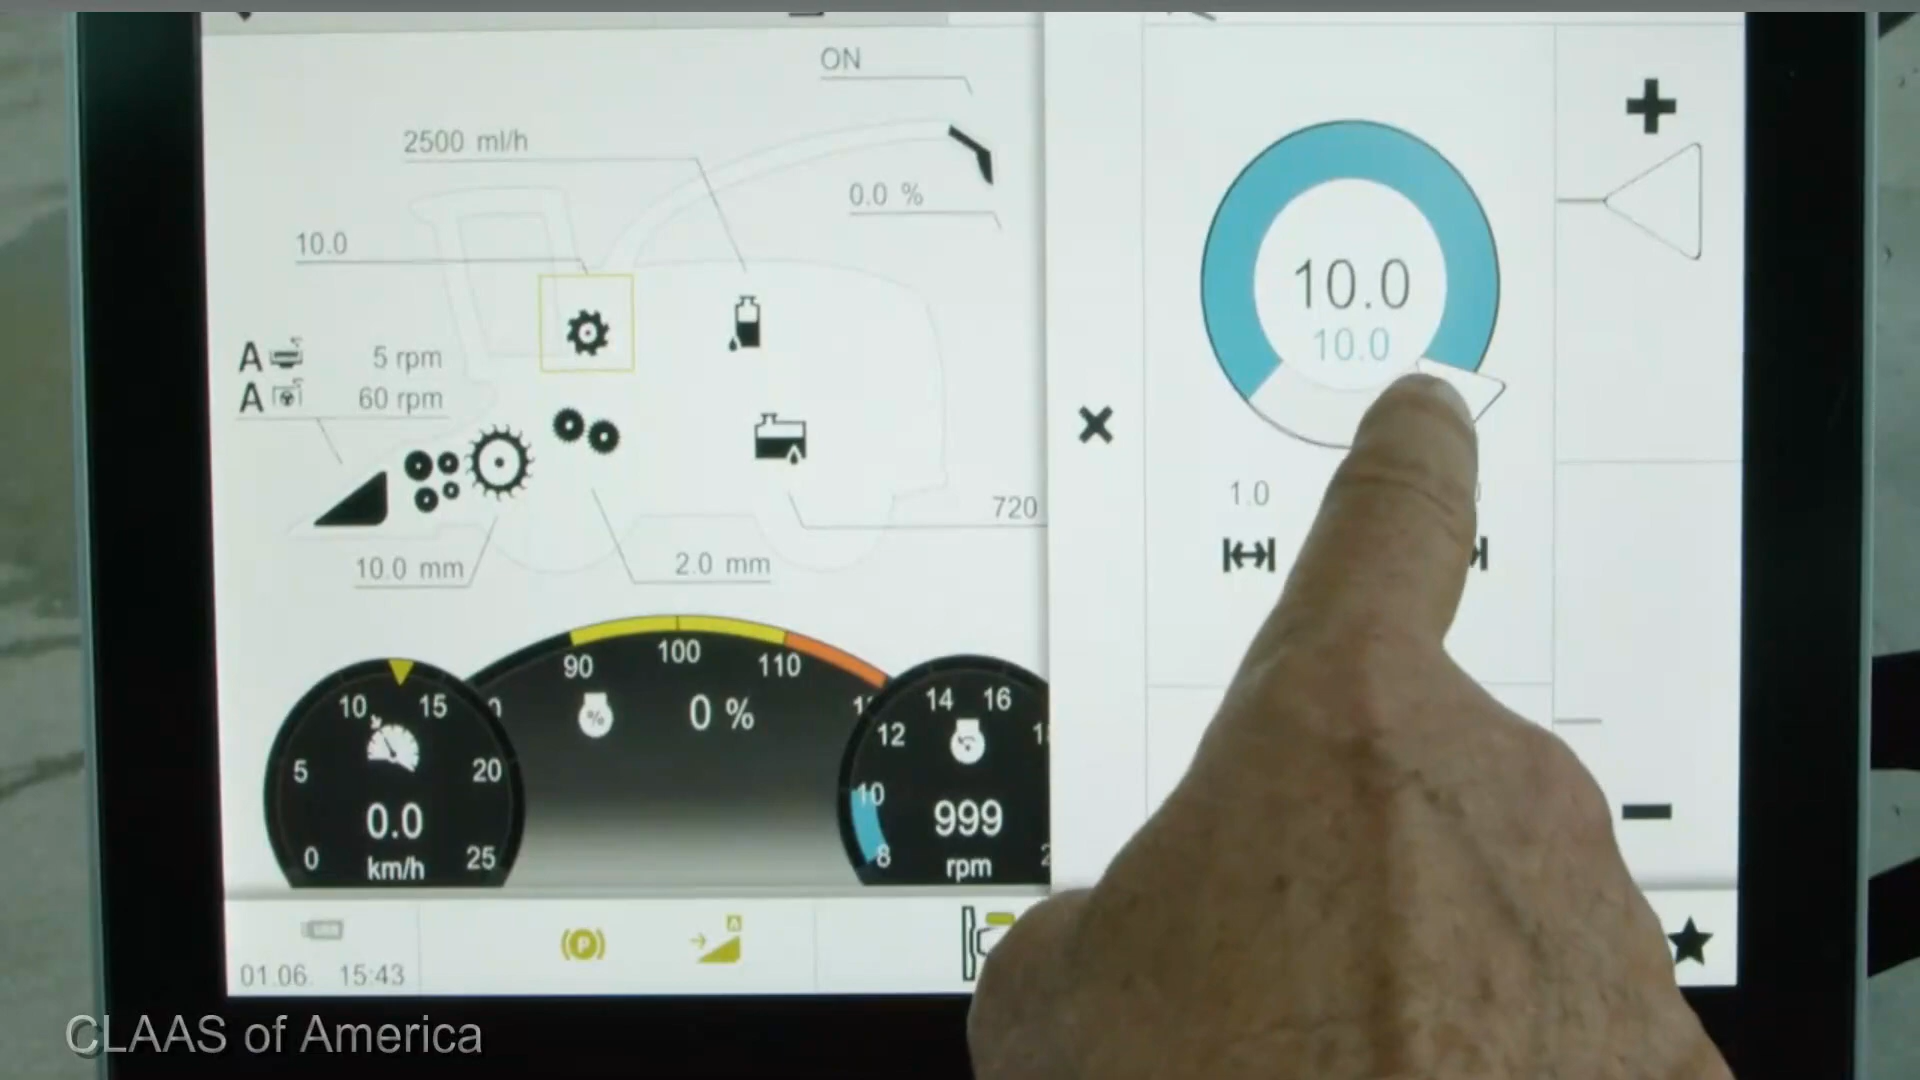 ON
2500 ml/h
0.0 %
10.0
A 5 rpm
A 60 rpm
720
10.0 mm
2.0 mm
10.0
10.0
1.0
90 100 110
0 %
0 5 10 15 20 25
0.0
km/h
8 10 12 14 16
999
rpm
P
A
USB
01.06. 15:43
CLAAS of America